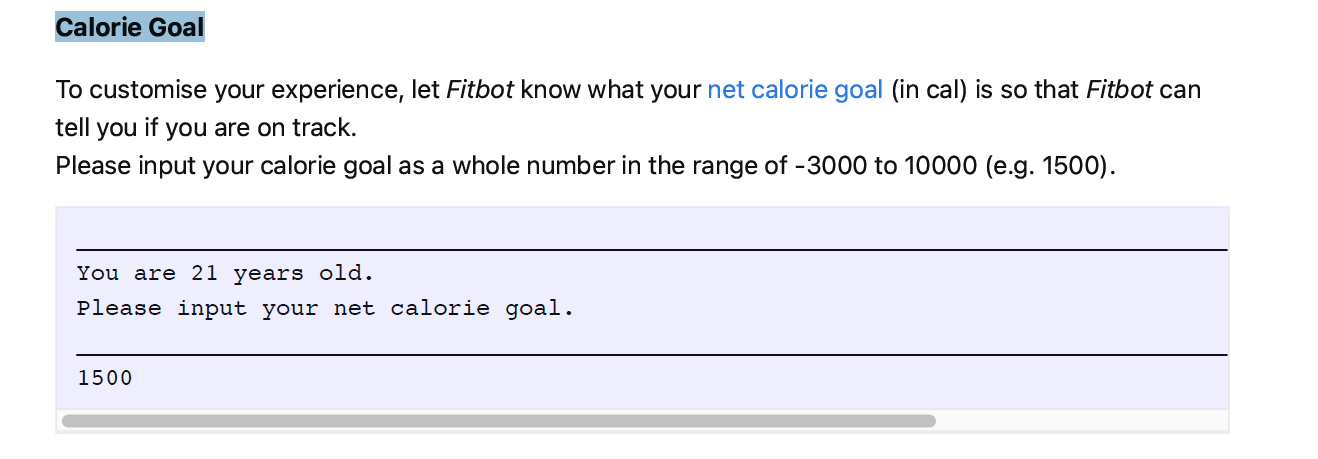 Calorie Goal
To customise your experience, let Fitbot know what your net calorie goal (in cal) is so that Fitbot can
tell you if you are on track.
Please input your calorie goal as a whole number in the range of -3000 to 10000 (e.g. 1500).
You are 21 years old.
Please input your net calorie goal.
1500